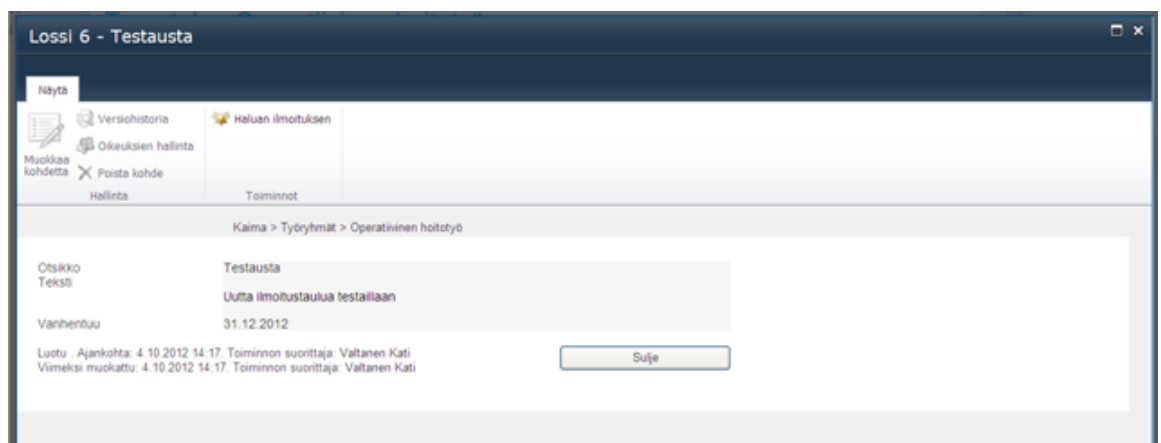 Lossi 6 - Testausta
Näytä
Muokkaa kohdetta
Versiohistoria
Oikeuksien hallinta
Poista kohde
Hallinta
Haluan ilmoituksen
Toiminnot
Kaima > Työryhmät > Operatiivinen hoitotyö
Otsikko Testausta
Teksti
Uutta ilmoitustaulua testaillaan
Vanhentuu 31.12.2012
Luotu . Ajankohta: 4.10.2012 14:17. Toiminnon suorittaja: Valtanen Kati
Viimeksi muokattu: 4.10.2012 14:17. Toiminnon suorittaja: Valtanen Kati
Sulje